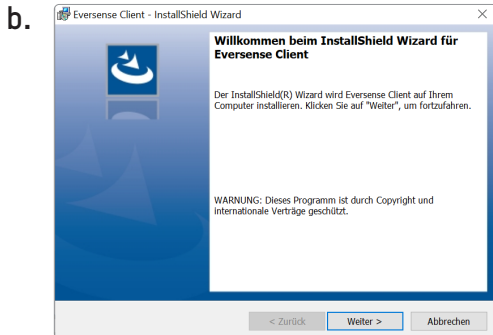 b.
Eversense Client - InstallShield Wizard
Willkommen beim InstallShield Wizard für
Eversense Client
Der InstallShield(R) Wizard wird Eversense Client auf Ihrem
Computer installieren. Klicken Sie auf "Weiter", um fortzufahren.
WARNUNG: Dieses Programm ist durch Copyright und
internationale Verträge geschützt.
< Zurück Weiter > Abbrechen